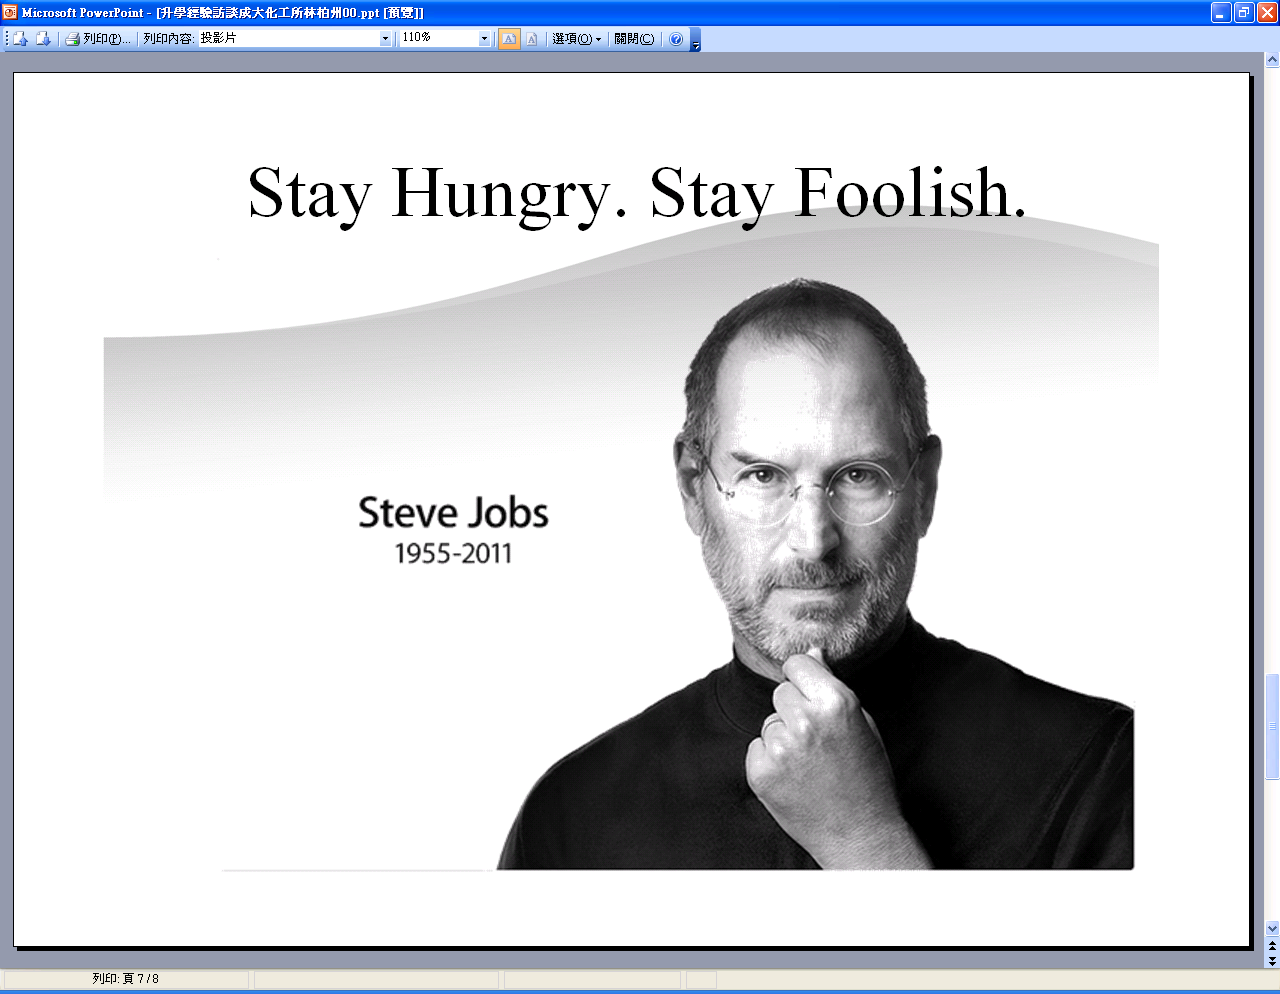 Microsoft PowerPoint - [升學經驗訪談成大化工所林柏州00.ppt [預覽]]
列印(P)... 列印內容: 投影片 110% 選項(O) 關閉(C)
Stay Hungry. Stay Foolish.
Steve Jobs
1955-2011
列印: 頁 7 / 8